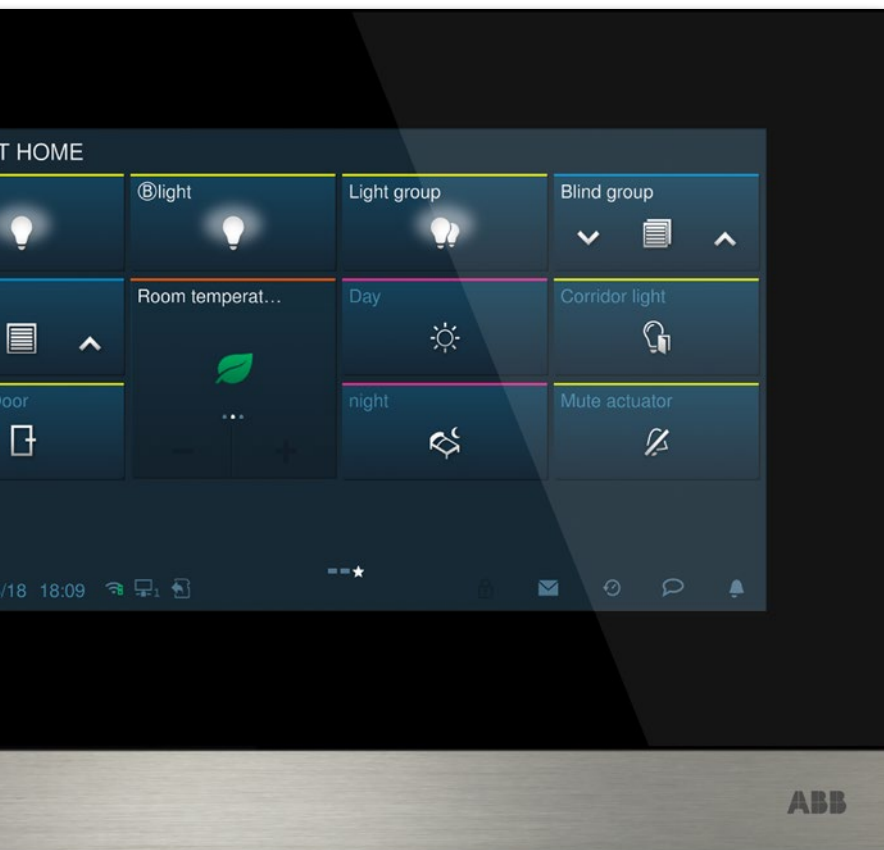 T HOME
Ⓑlight
Light group
Blind group
Room temperat...
Day
Corridor light
oor
night
Mute actuator
/18 18:09
1
ABB